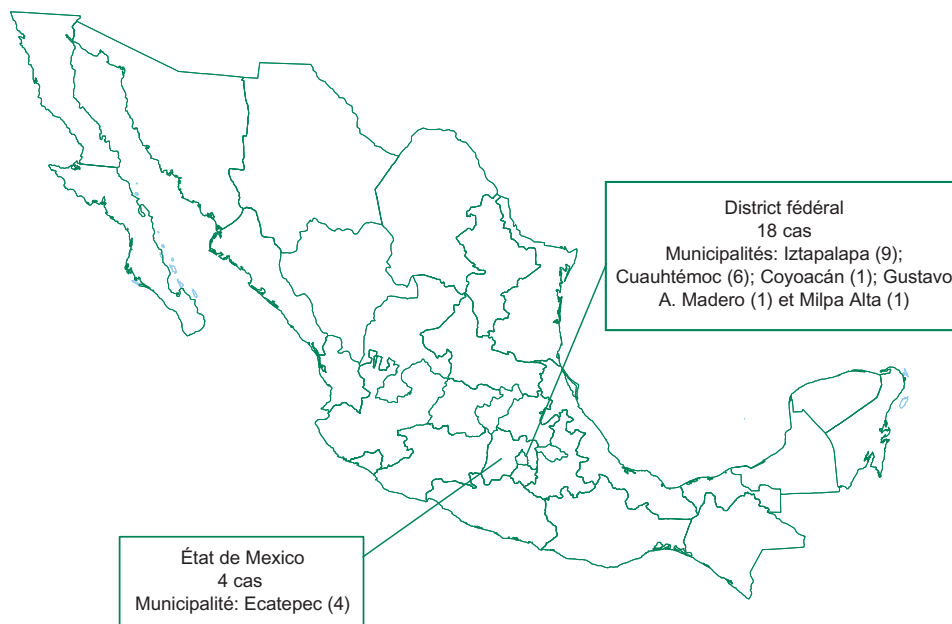 District fédéral
18 cas
Municipalités: Iztapalapa (9);
Cuauhtémoc (6); Coyoacán (1); Gustavo
A. Madero (1) et Milpa Alta (1)
État de Mexico
4 cas
Municipalité: Ecatepec (4)